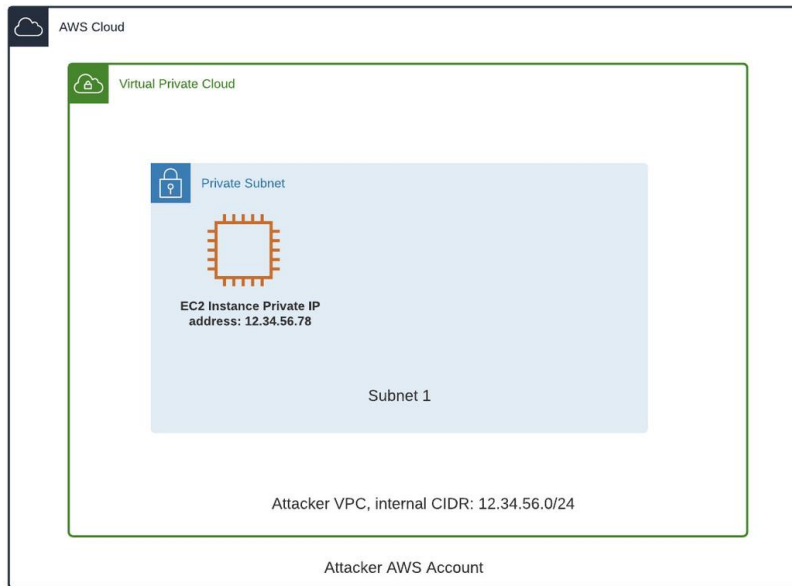 AWS Cloud
Virtual Private Cloud
Private Subnet
EC2 Instance Private IP
address: 12.34.56.78
Subnet 1
Attacker VPC, internal CIDR: 12.34.56.0/24
Attacker AWS Account